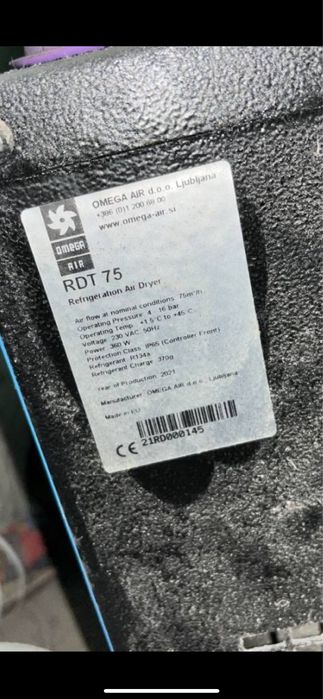 OMEGA AIR d.o.o. Ljubljana
+386 (0)1 200 68 00
www.omega-air.si
OMEGA
AIR
RDT 75
Refrigeration Air Dryer
Air flow at nominal conditions: 75m³/h
Operating Pressure: 4 - 16 bar
Operating Temp.: +1.5°C to +45°C
Voltage: 230 VAC, 50Hz
Power: 360 W
Protection Class: IP65 (Controller Front)
Refrigerant: R134a
Refrigerant Charge: 370g
Year of Production: 2021
Manufacturer: OMEGA AIR d.o.o., Ljubljana
Made in EU
CE 21RD000145